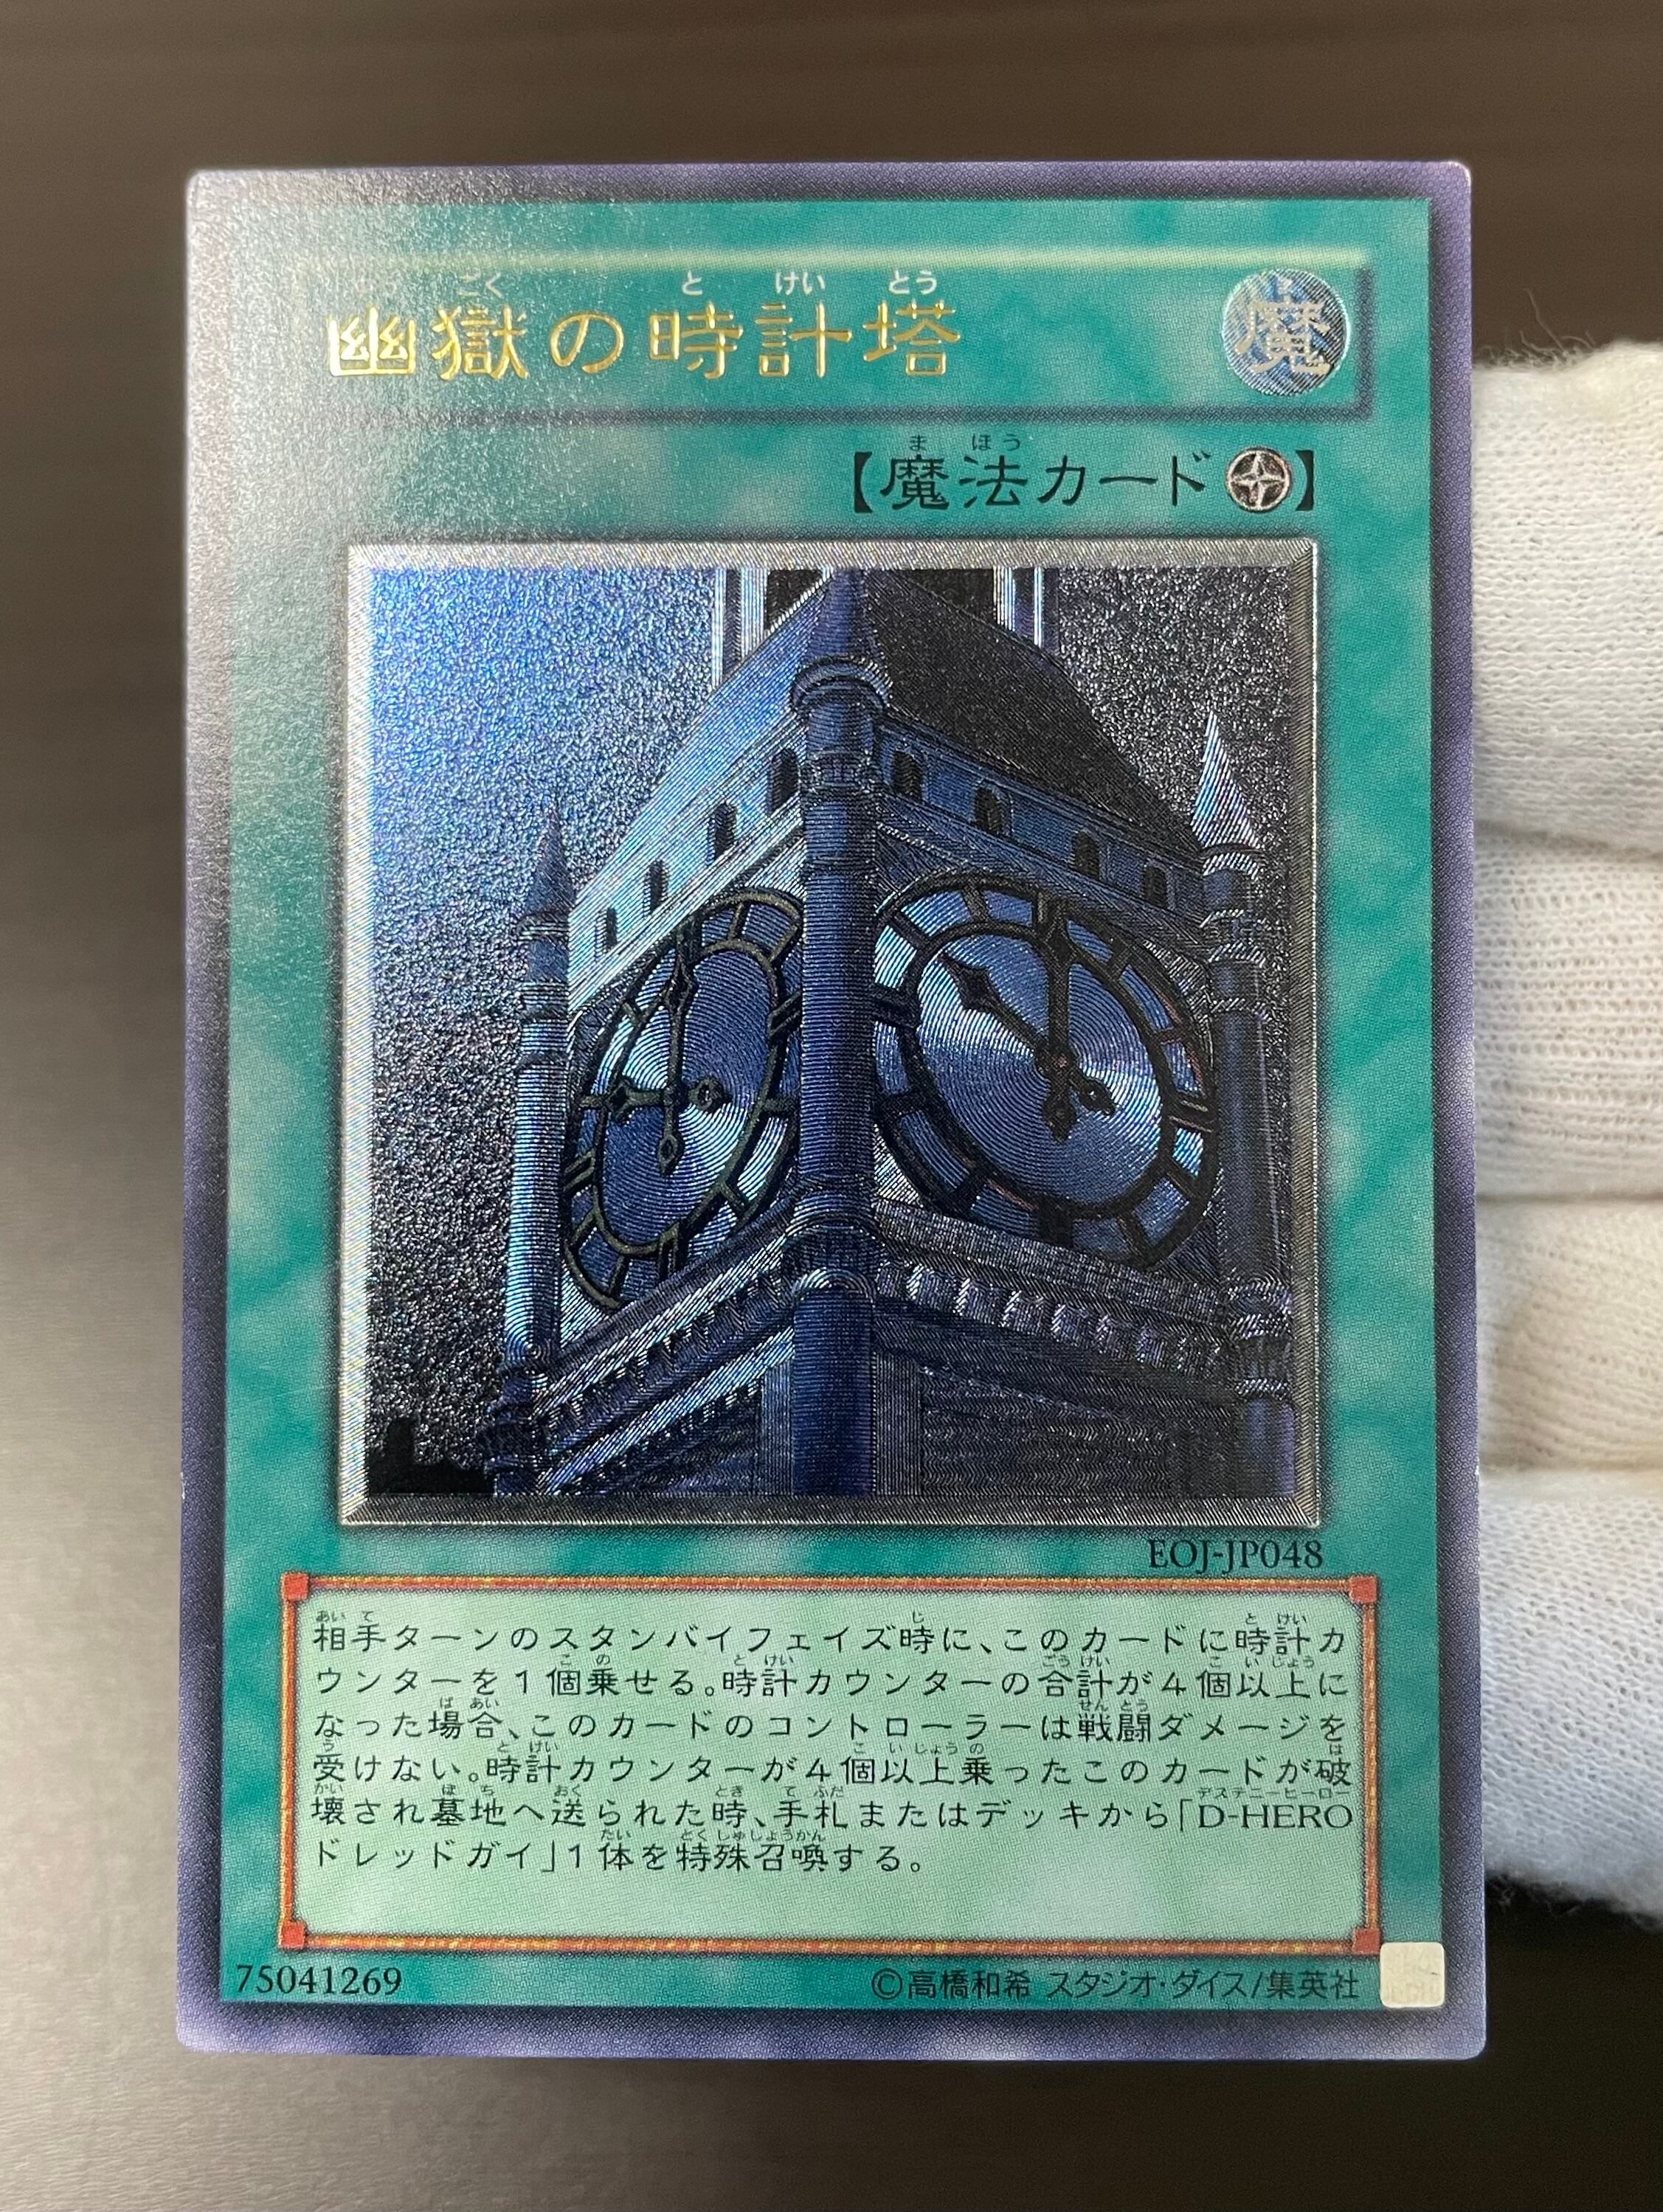 幽獄の時計塔
魔
【魔法カード】
EOJ-JP048
相手ターンのスタンバイフェイズ時に、このカードに時計カ
ウンターを1個乗せる。時計カウンターの合計が4個以上に
なった場合、このカードのコントローラーは戦闘ダメージを
受けない。時計カウンターが4個以上乗ったこのカードが破
壊され墓地へ送られた時、手札またはデッキから「D-HERO
ドレッドガイ」1体を特殊召喚する。
75041269
©高橋和希 スタジオ・ダイス/集英社